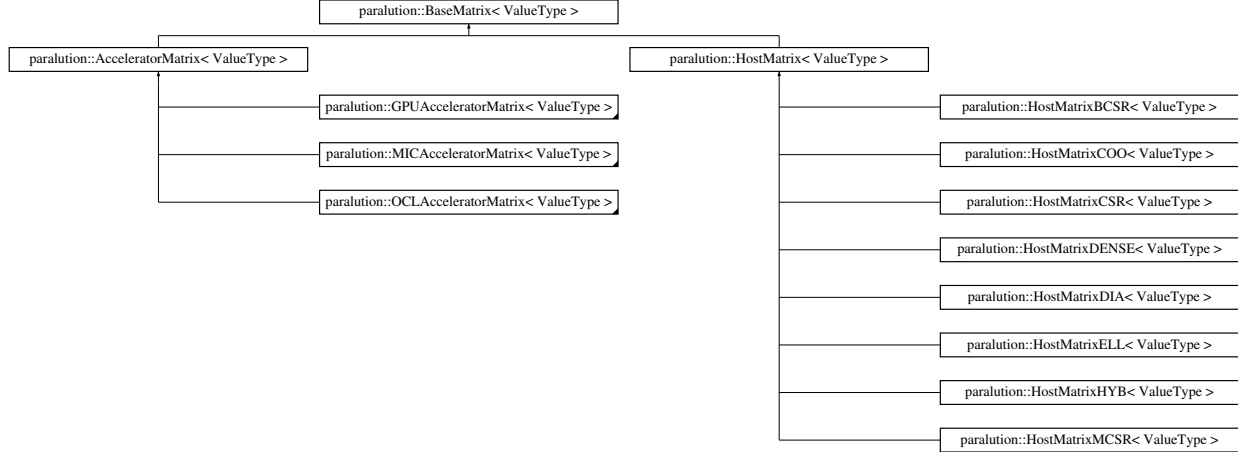 paralution::BaseMatrix< ValueType >
paralution::AcceleratorMatrix< ValueType >
paralution::HostMatrix< ValueType >
paralution::GPUAcceleratorMatrix< ValueType >
paralution::HostMatrixBCSR< ValueType >
paralution::MICAcceleratorMatrix< ValueType >
paralution::HostMatrixCOO< ValueType >
paralution::OCLAcceleratorMatrix< ValueType >
paralution::HostMatrixCSR< ValueType >
paralution::HostMatrixDENSE< ValueType >
paralution::HostMatrixDIA< ValueType >
paralution::HostMatrixELL< ValueType >
paralution::HostMatrixHYB< ValueType >
paralution::HostMatrixMCSR< ValueType >